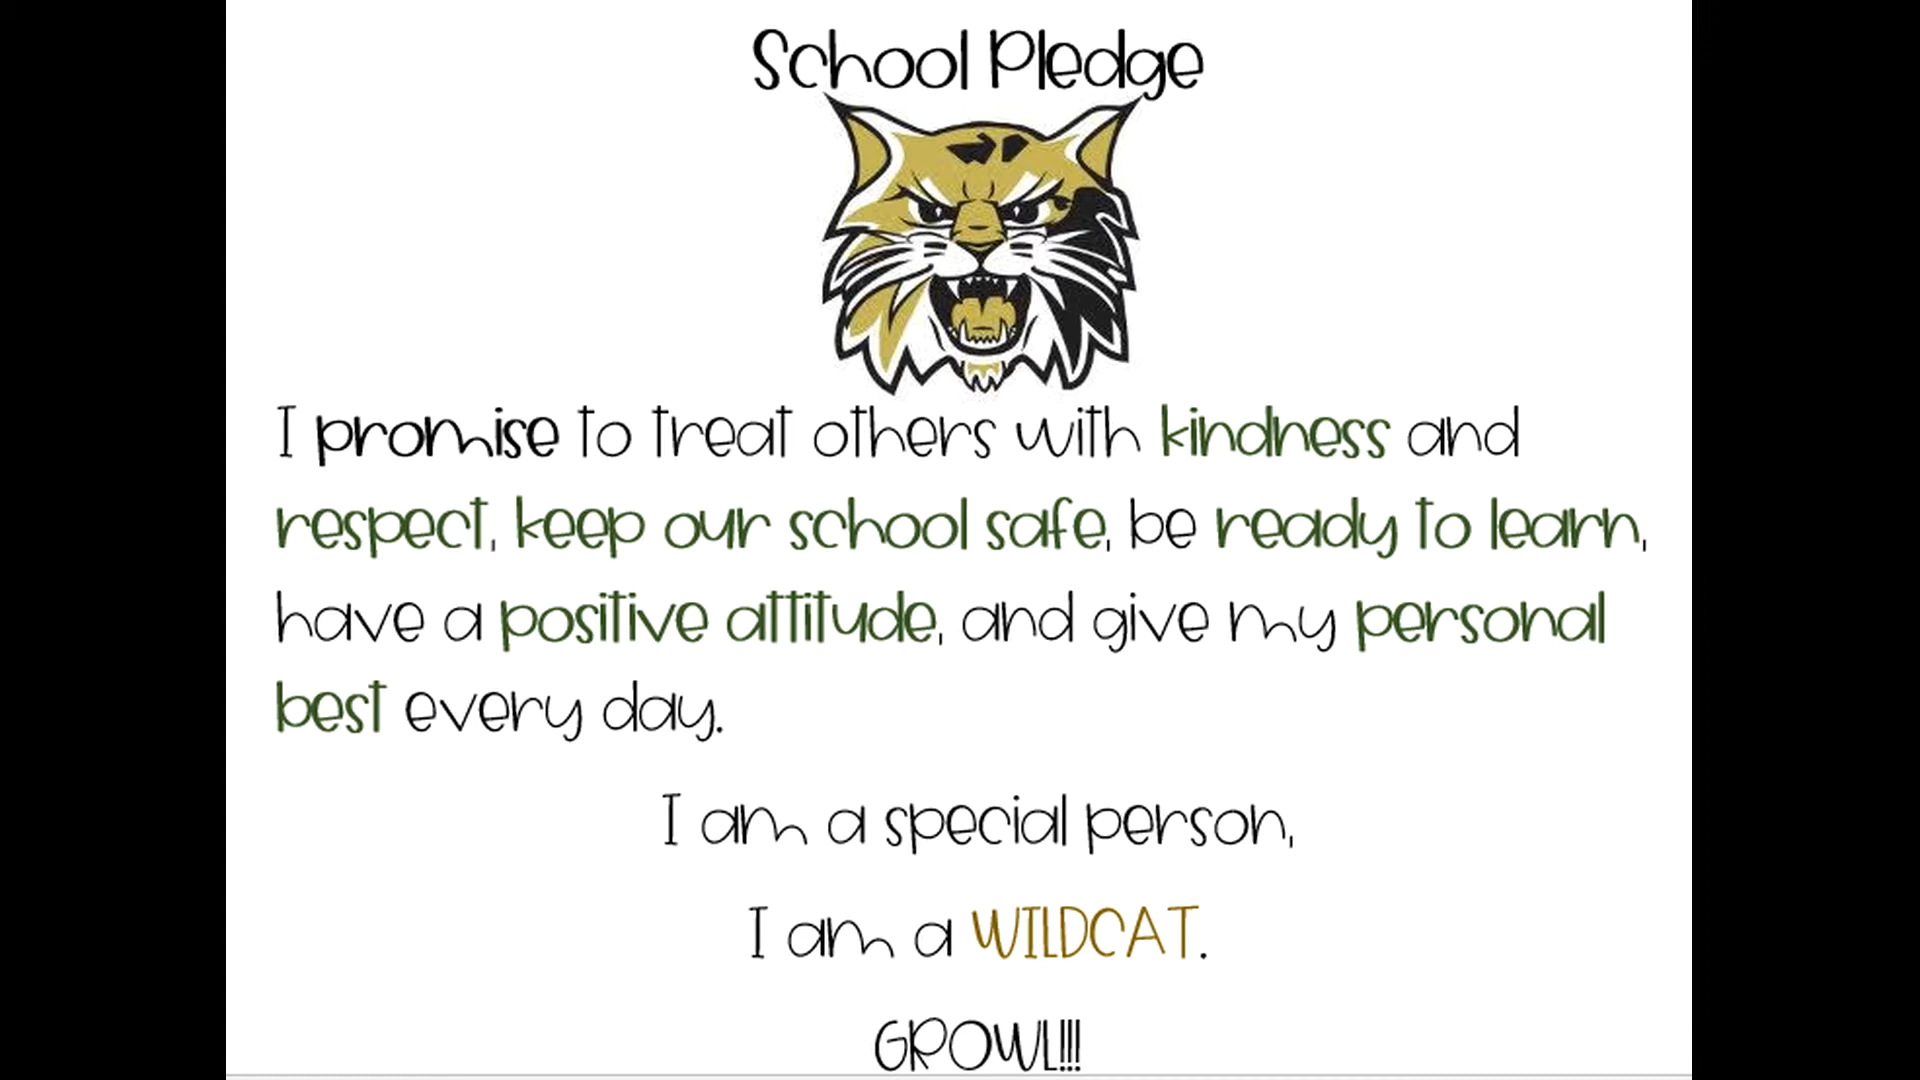 School Pledge
I promise to treat others with kindness and
respect, keep our school safe, be ready to learn,
have a positive attitude, and give my personal
best every day.
I am a special person,
I am a WILDCAT.
GROWL!!!